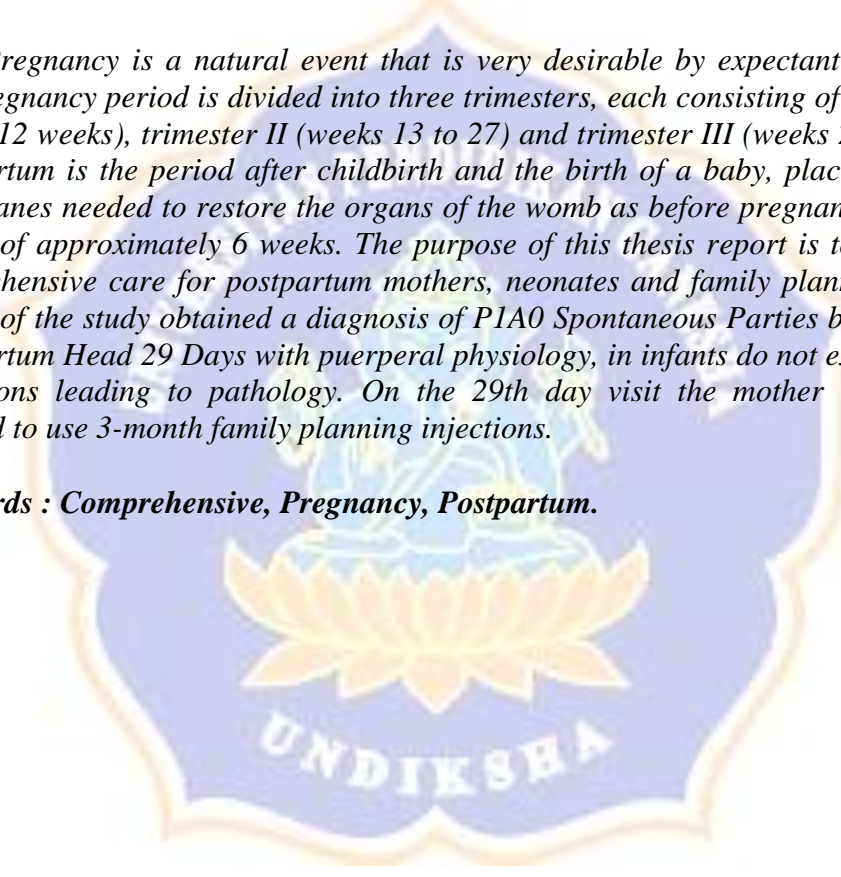 Pregnancy is a natural event that is very desirable by expectant
egnancy period is divided into three trimesters, each consisting of
12 weeks), trimester II (weeks 13 to 27) and trimester III (weeks 2
rtum is the period after childbirth and the birth of a baby, plac
anes needed to restore the organs of the womb as before pregnan
of approximately 6 weeks. The purpose of this thesis report is t
hensive care for postpartum mothers, neonates and family plann
of the study obtained a diagnosis of P1A0 Spontaneous Parties b
rtum Head 29 Days with puerperal physiology, in infants do not e
ons leading to pathology. On the 29th day visit the mother
d to use 3-month family planning injections.
rds : Comprehensive, Pregnancy, Postpartum.
UNDIKSHA